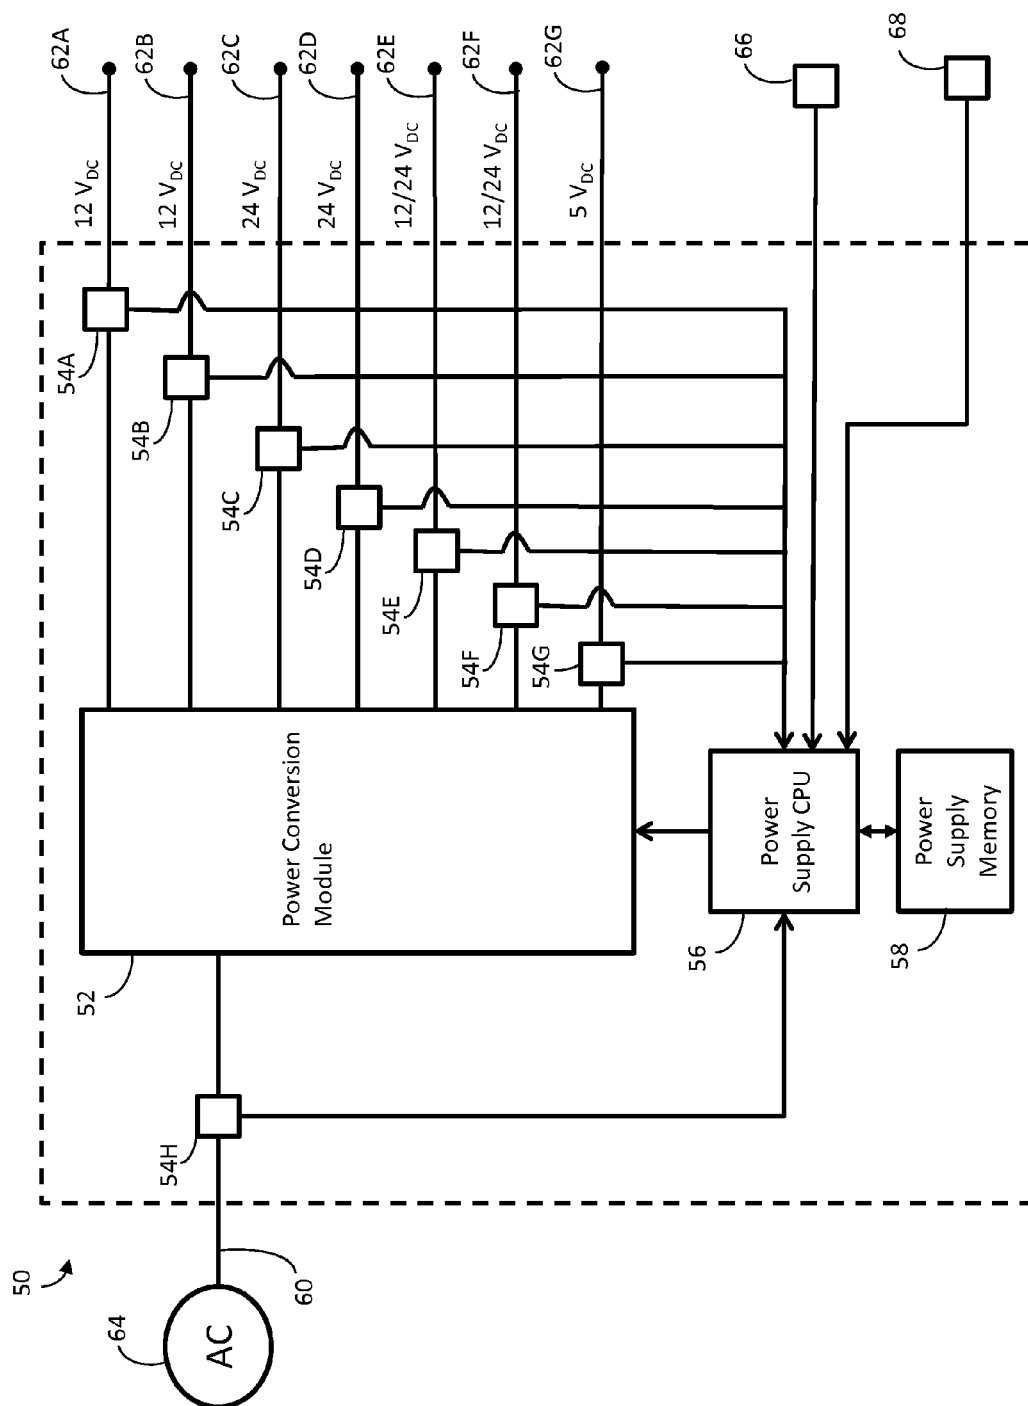 50
64
AC
60
54H
52
Power Conversion
Module
56
Power
Supply CPU
58
Power
Supply
Memory
54A
54B
54C
54D
54E
54F
54G
12 V_DC
12 V_DC
24 V_DC
24 V_DC
12/24 V_DC
12/24 V_DC
5 V_DC
62A
62B
62C
62D
62E
62F
62G
66
68